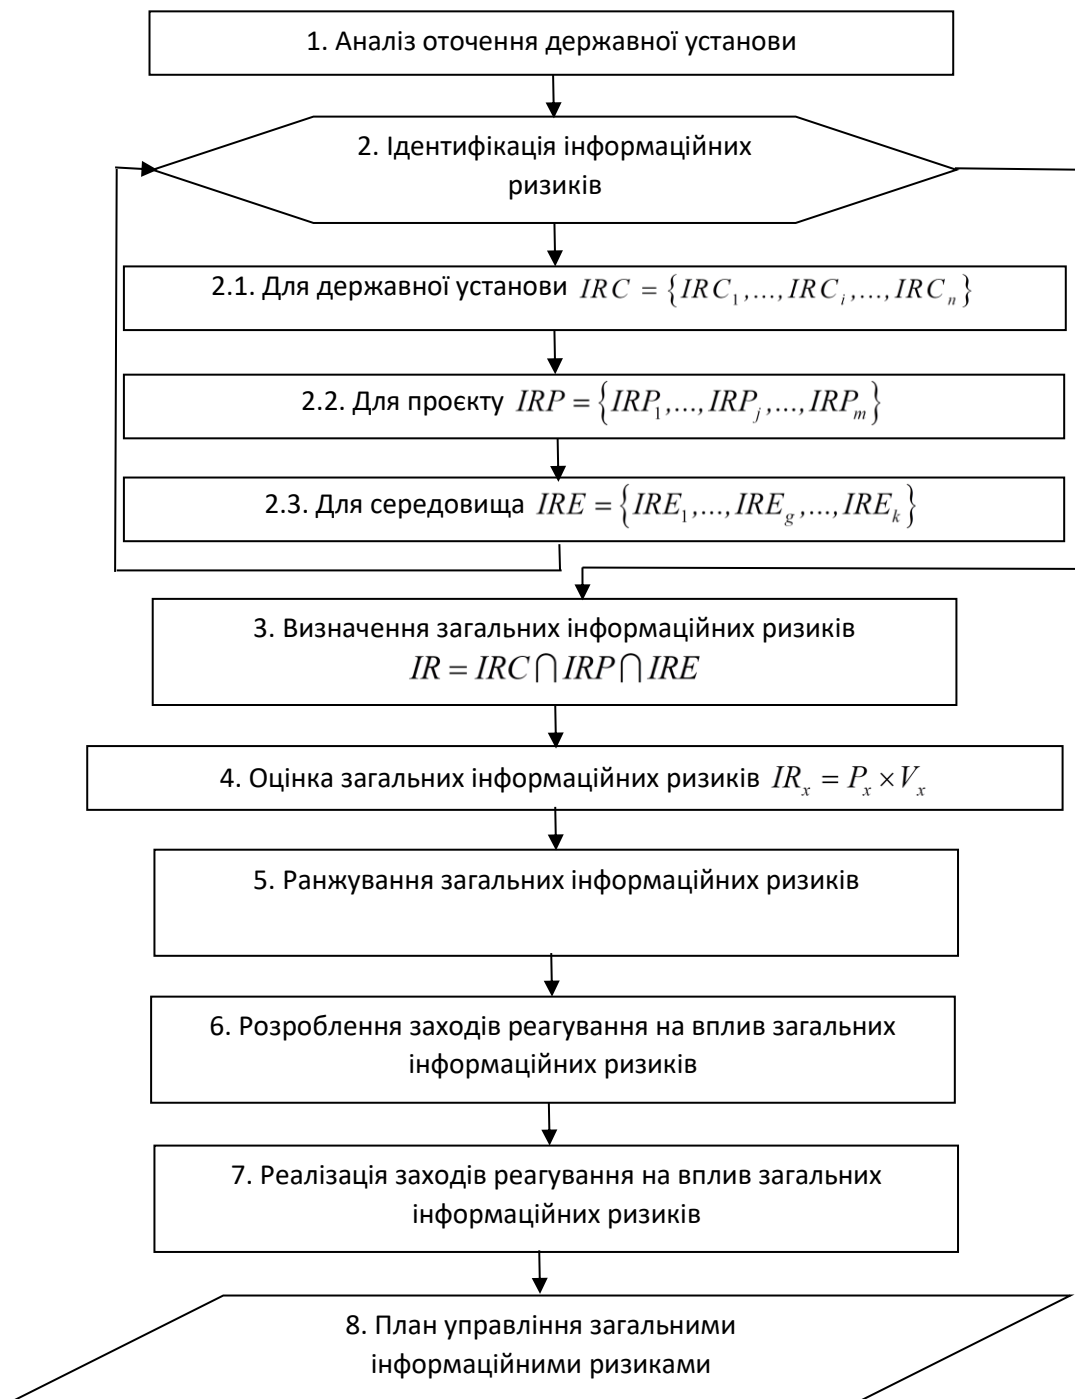 1. Аналіз оточення державної установи
2. Ідентифікація інформаційних
ризиків
2.1. Для державної установи IRC = {IRC₁,...,IRCᵢ,...,IRCₙ}
2.2. Для проєкту IRP = {IRP₁,...,IRPⱼ,...,IRPₘ}
2.3. Для середовища IRE = {IRE₁,...,IRE_g,...,IREₖ}
3. Визначення загальних інформаційних ризиків
IR = IRC ⋂ IRP ⋂ IRE
4. Оцінка загальних інформаційних ризиків IRₓ = Pₓ × Vₓ
5. Ранжування загальних інформаційних ризиків
6. Розроблення заходів реагування на вплив загальних
інформаційних ризиків
7. Реалізація заходів реагування на вплив загальних
інформаційних ризиків
8. План управління загальними
інформаційними ризиками